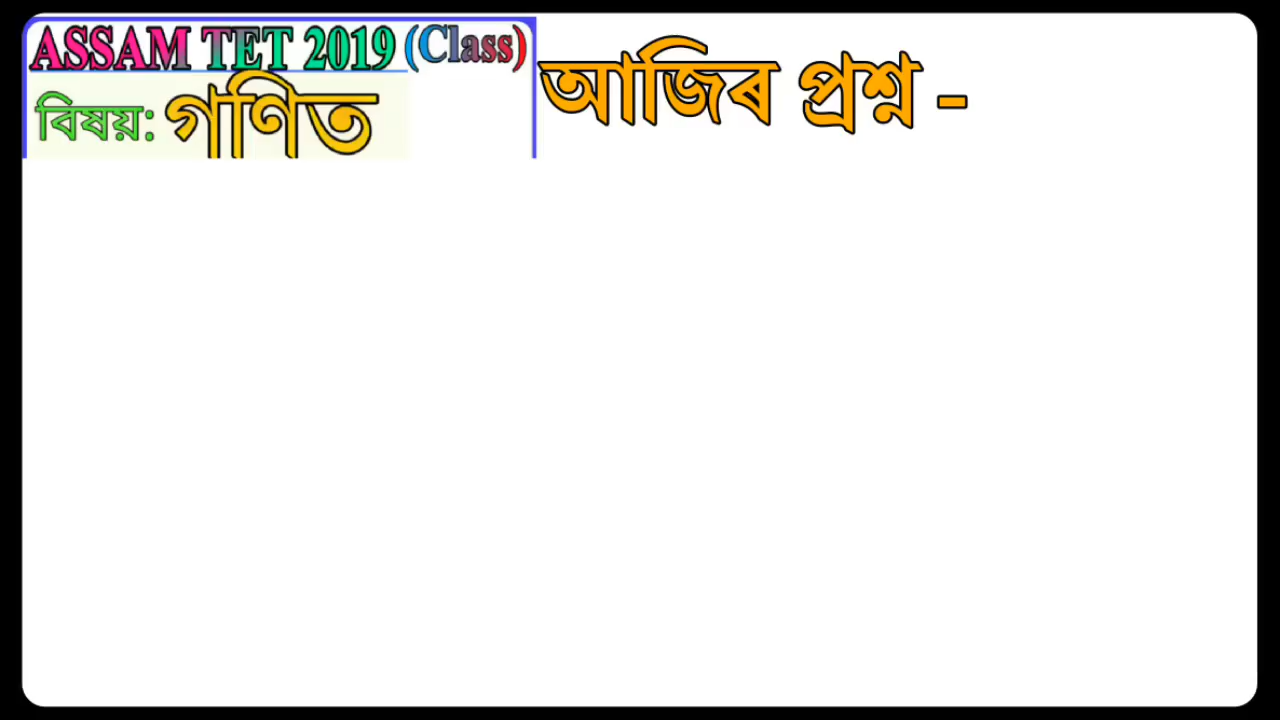 ASSAM TET 2019 (Class)
বিষয়: গণিত
আজিৰ প্ৰশ্ন -